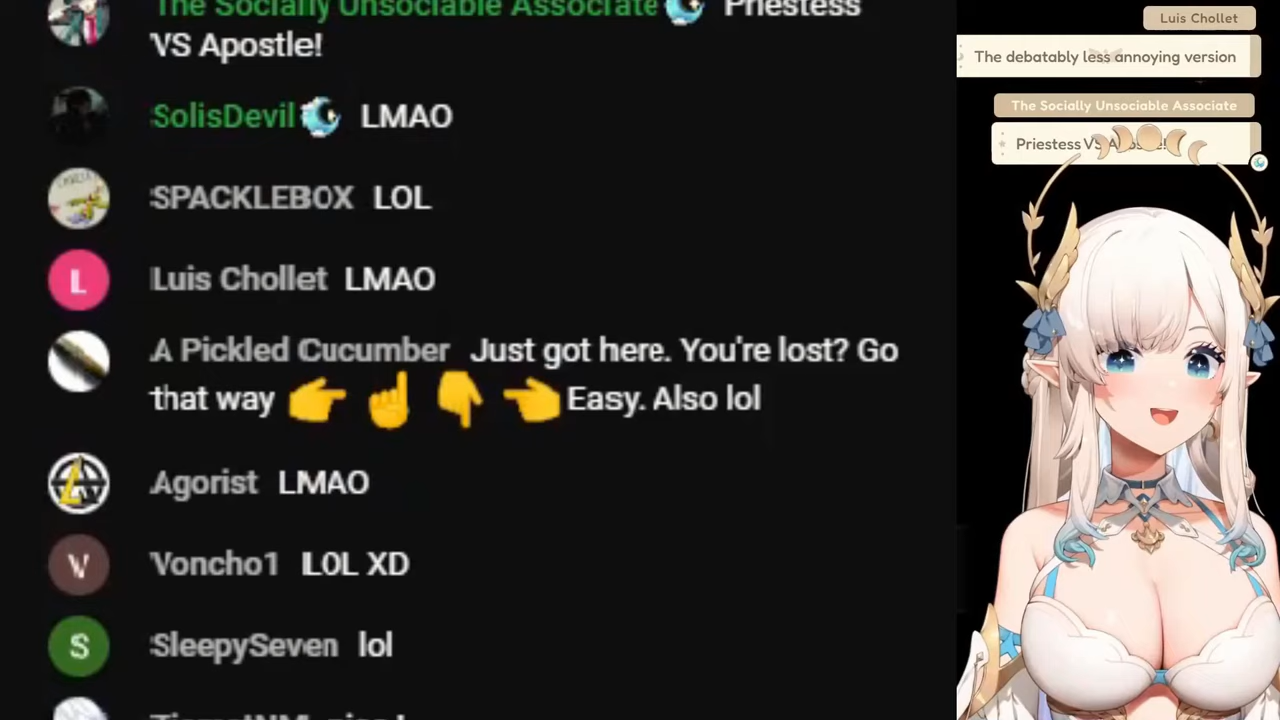 The Socially Unsociable Associate Priestess
VS Apostle!
SolisDevil LMAO
SPACKLEBOX LOL
L
Luis Chollet LMAO
A Pickled Cucumber Just got here. You're lost? Go
that way 👉 ☝ 👇 👈 Easy. Also lol
Agorist LMAO
V
Voncho1 LOL XD
S
SleepySeven lol
Luis Chollet
The debatably less annoying version
The Socially Unsociable Associate
Priestess VS Apostle!